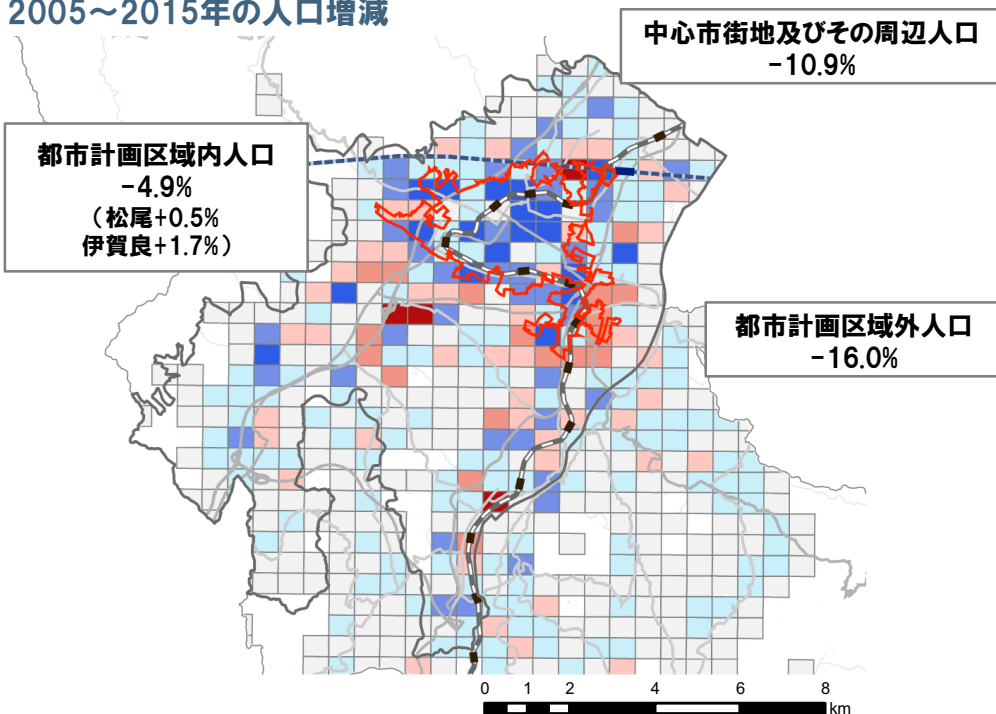 2005～2015年の人口増減
中心市街地及びその周辺人口
-10.9%
都市計画区域内人口
-4.9%
（松尾+0.5%
伊賀良+1.7%）
都市計画区域外人口
-16.0%
0 1 2 4 6 8
km